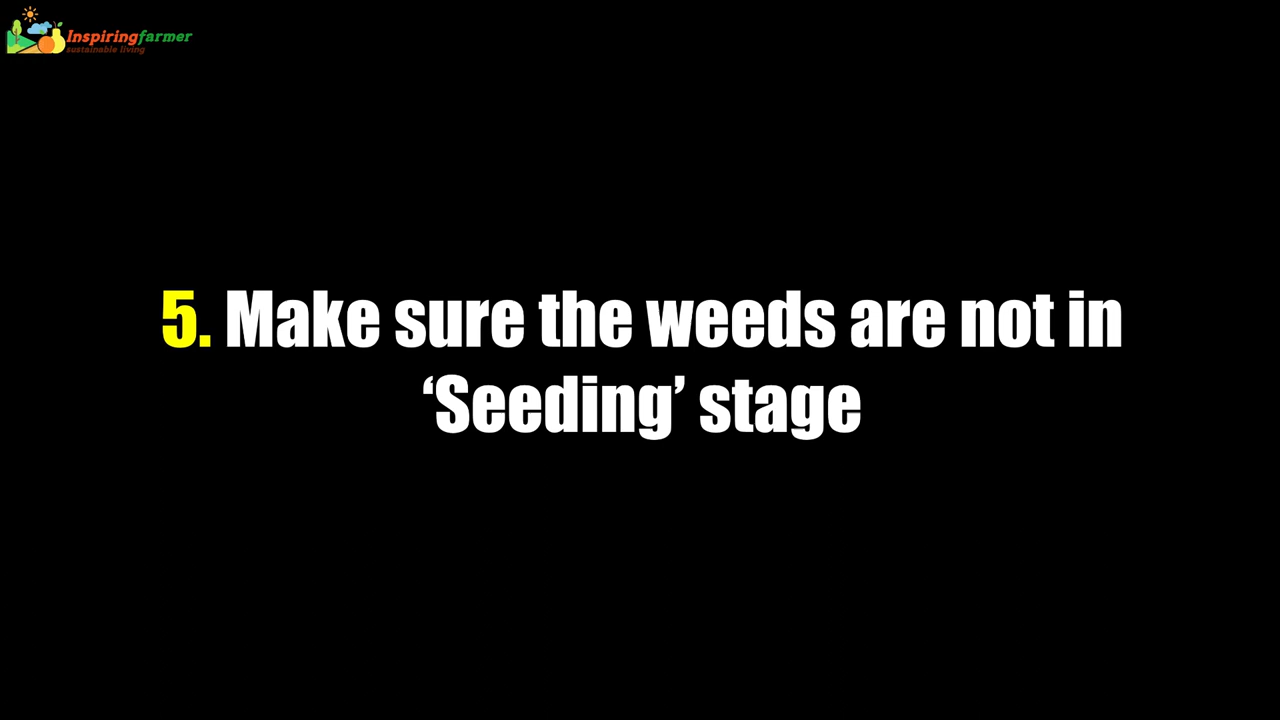 Inspiringfarmer
sustainable living
5. Make sure the weeds are not in
‘Seeding’ stage